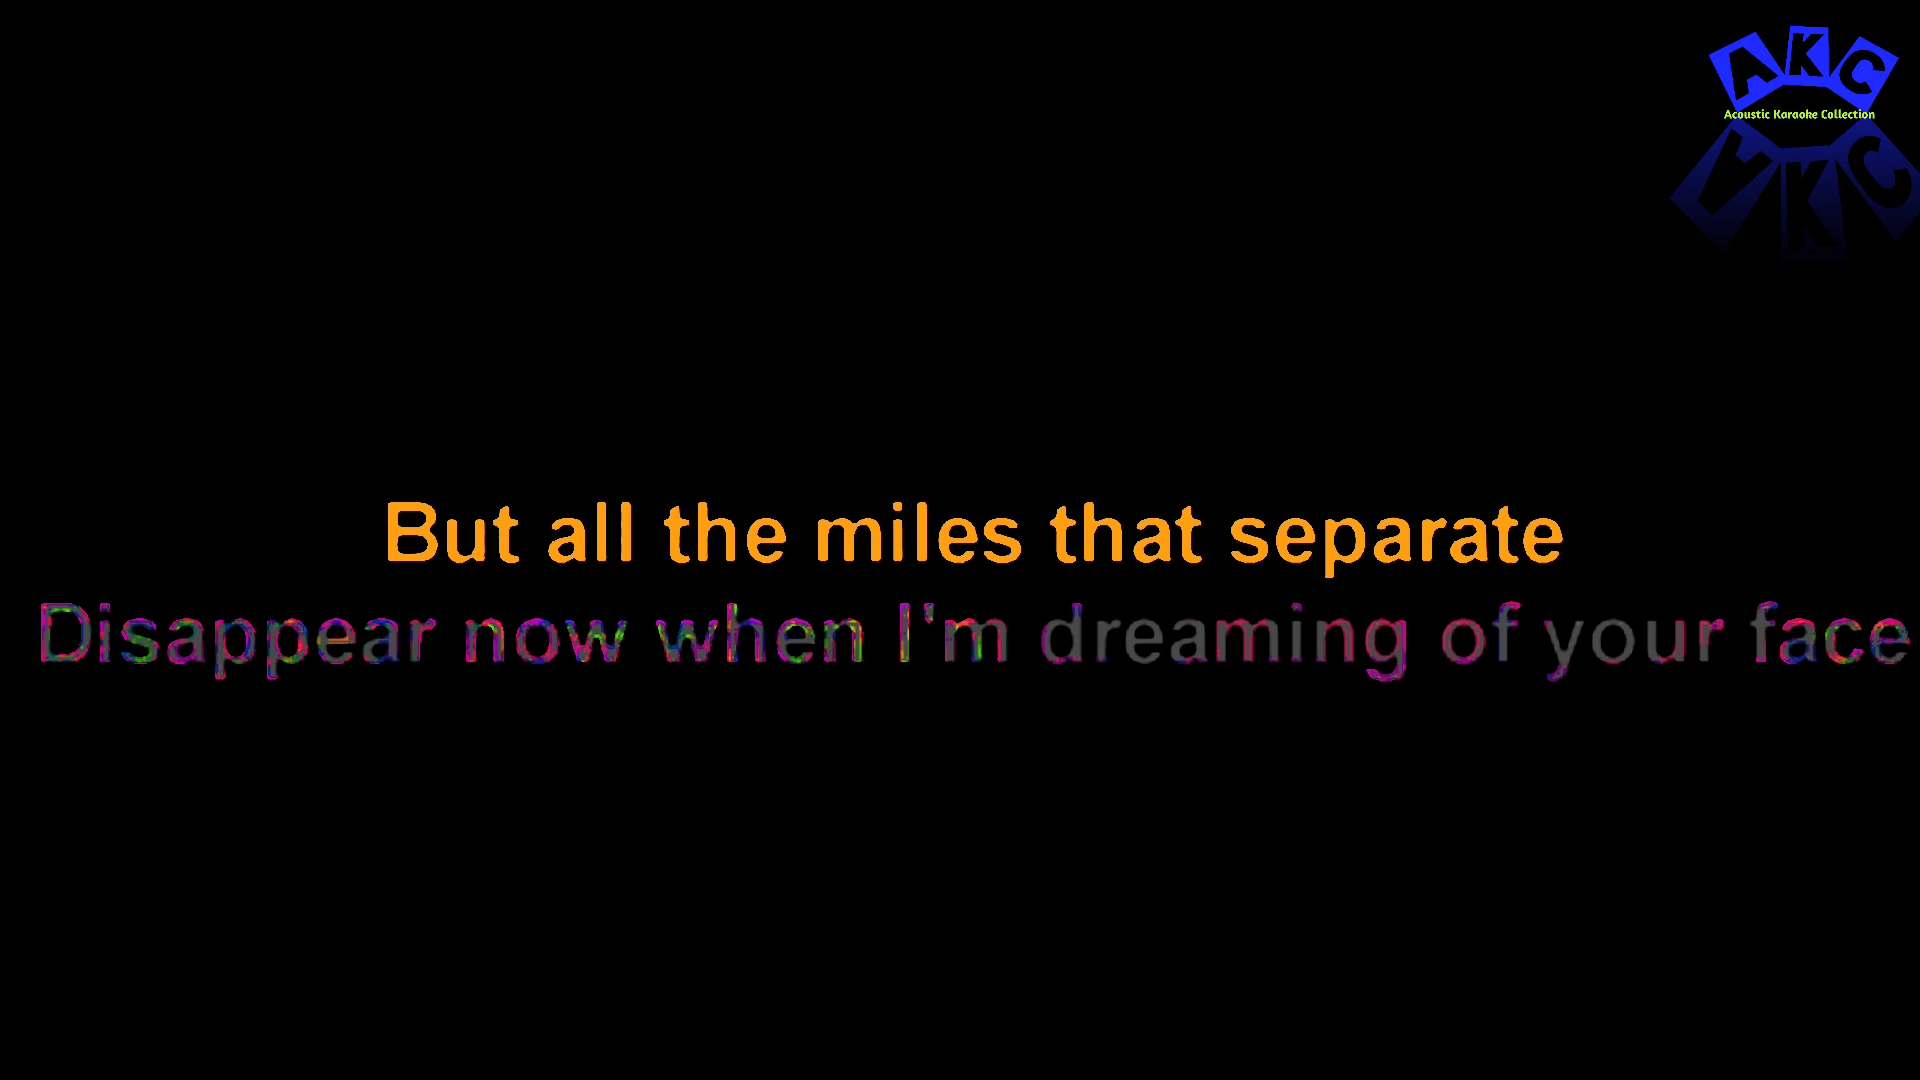 AKC
Acoustic Karaoke Collection
But all the miles that separate
Disappear now when I'm dreaming of your face